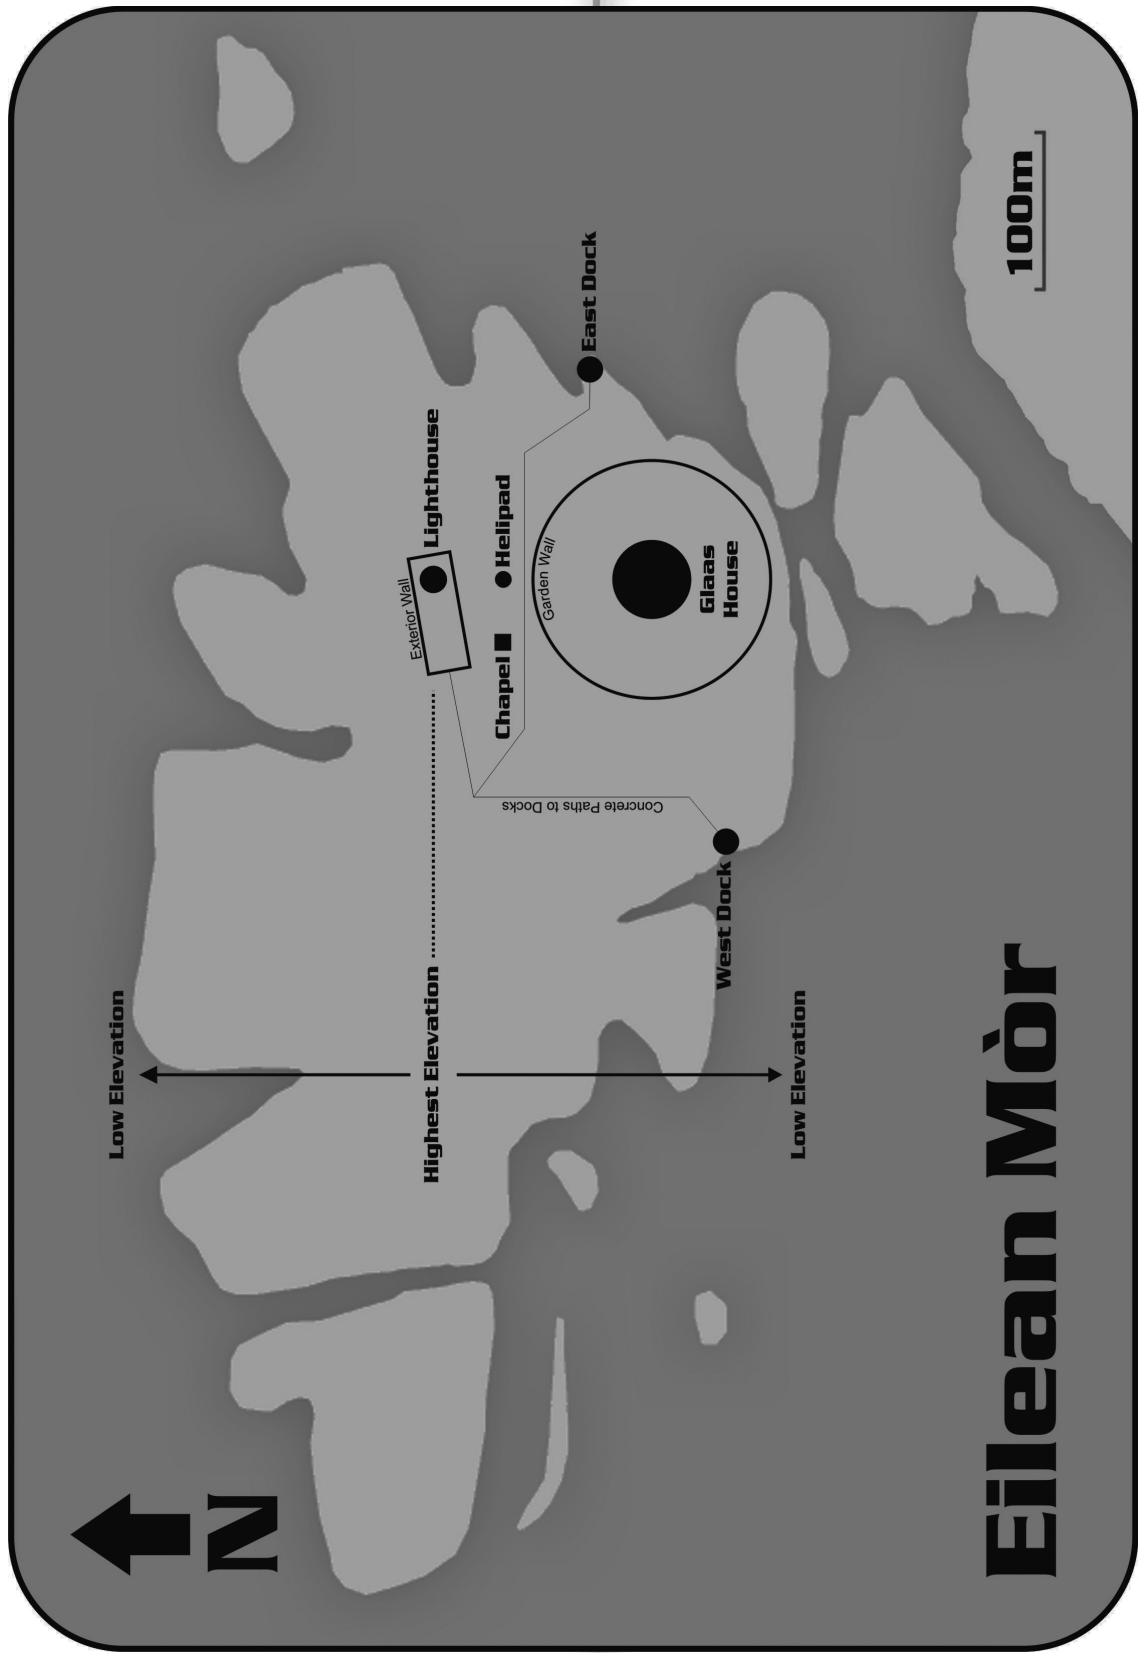 N
Low Elevation
Highest Elevation
Low Elevation
Exterior Wall
Lighthouse
Chapel
Helipad
Garden Wall
Glaas
House
East Dock
West Dock
Concrete Paths to Docks
Eilean Mòr
100m